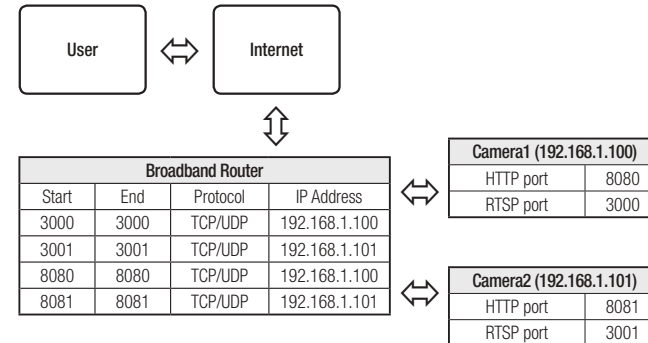 User
Internet
Broadband Router
Start End Protocol IP Address
3000 3000 TCP/UDP 192.168.1.100
3001 3001 TCP/UDP 192.168.1.101
8080 8080 TCP/UDP 192.168.1.100
8081 8081 TCP/UDP 192.168.1.101
Camera1 (192.168.1.100)
HTTP port 8080
RTSP port 3000
Camera2 (192.168.1.101)
HTTP port 8081
RTSP port 3001